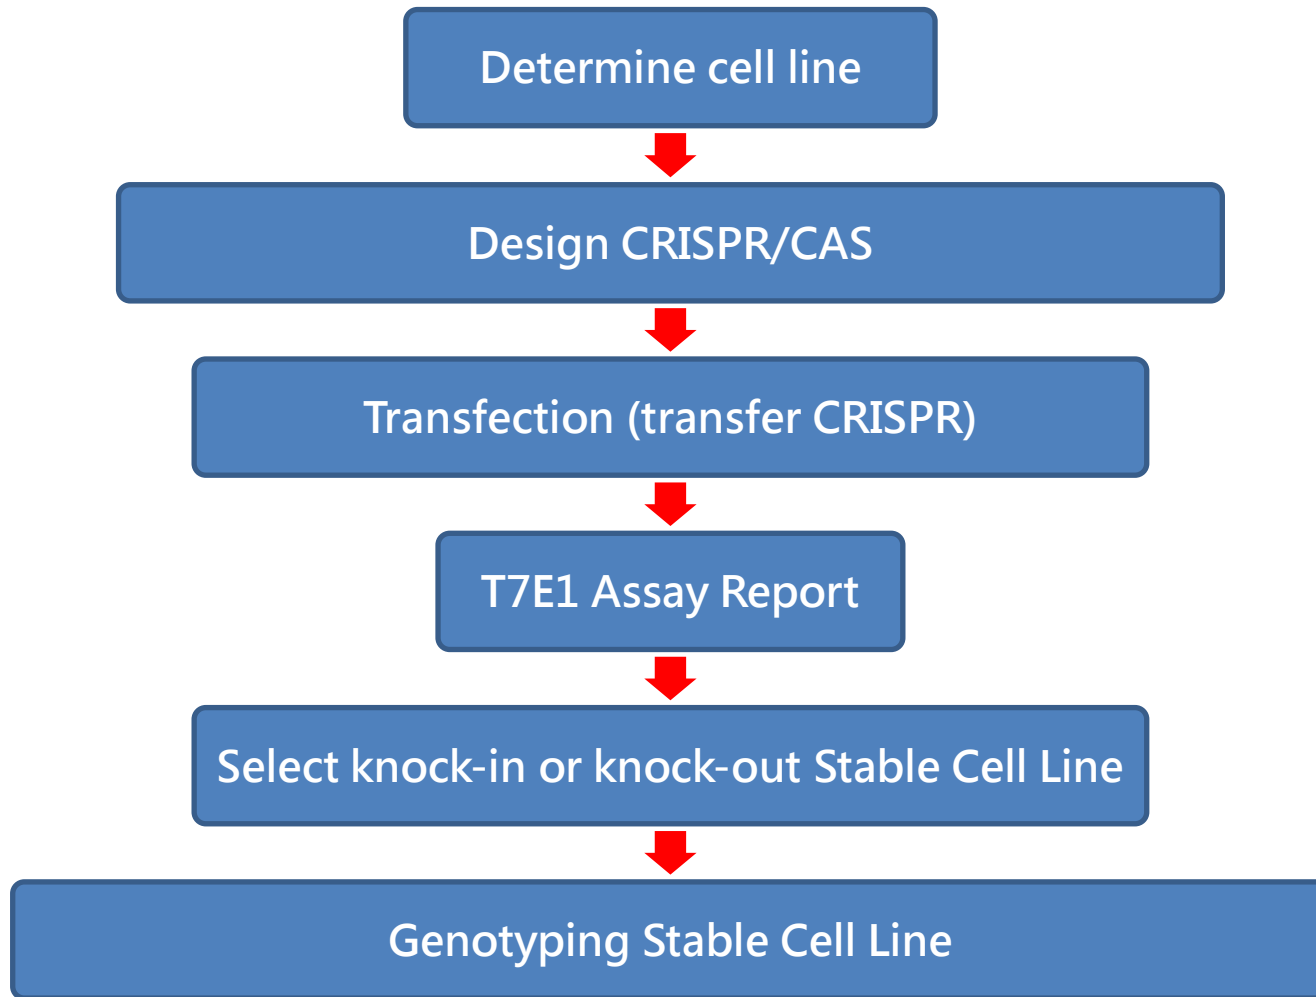 Determine cell line
Design CRISPR/CAS
Transfection (transfer CRISPR)
T7E1 Assay Report
Select knock-in or knock-out Stable Cell Line
Genotyping Stable Cell Line